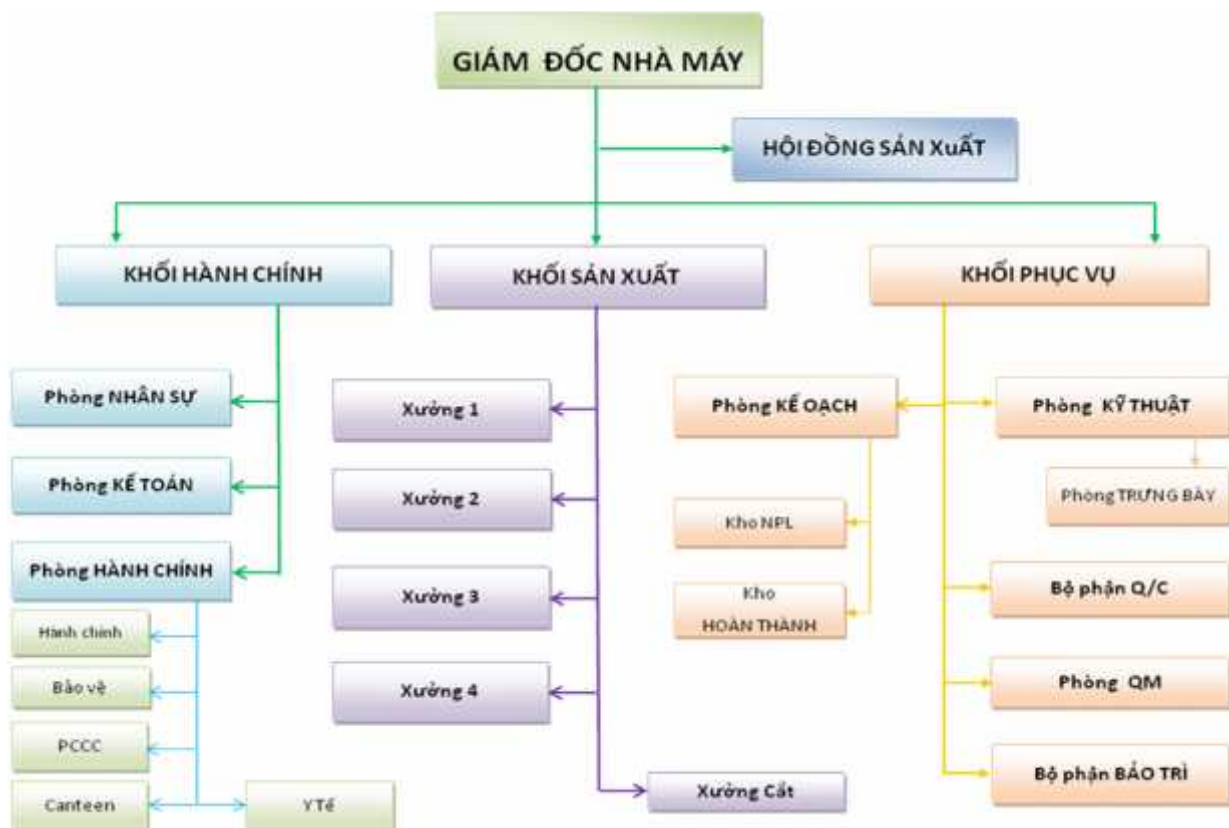 GIÁM ĐỐC NHÀ MÁY
HỘI ĐỒNG SẢN XuẤT
KHỐI HÀNH CHÍNH
KHỐI SẢN XUẤT
KHỐI PHỤC VỤ
Phòng NHÂN SỰ
Xưởng 1
Phòng KẾ OẠCH
Phòng KỸ THUẬT
Phòng KẾ TOÁN
Xưởng 2
Kho NPL
Phòng TRƯNG BÀY
Phòng HÀNH CHÍNH
Xưởng 3
Kho
HOÀN THÀNH
Bộ phận Q/C
Hành chính
Bảo vệ
Xưởng 4
Phòng QM
PCCC
Bộ phận BẢO TRÌ
Canteen
Y Tế
Xưởng Cắt